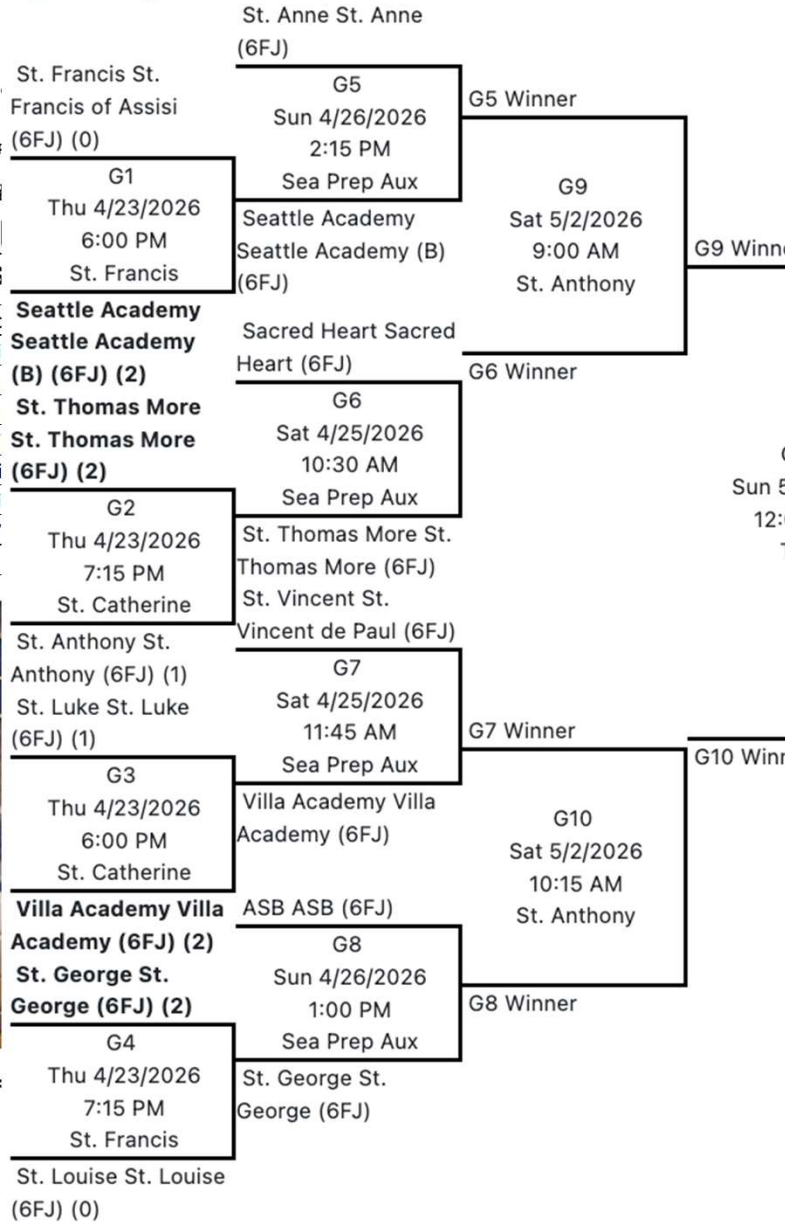 St. Anne St. Anne
(6FJ)
St. Francis St.
Francis of Assisi
(6FJ) (0)
G5
Sun 4/26/2026
2:15 PM
Sea Prep Aux
G5 Winner
G1
Thu 4/23/2026
6:00 PM
St. Francis
Seattle Academy
Seattle Academy (B)
(6FJ)
G9
Sat 5/2/2026
9:00 AM
St. Anthony
G9
Seattle Academy
Seattle Academy
(B) (6FJ) (2)
Sacred Heart Sacred
Heart (6FJ)
G6 Winner
St. Thomas More
St. Thomas More
(6FJ) (2)
G6
Sat 4/25/2026
10:30 AM
Sea Prep Aux
G2
Thu 4/23/2026
7:15 PM
St. Catherine
St. Thomas More St.
Thomas More (6FJ)
Sun
St. Vincent St.
Vincent de Paul (6FJ)
St. Anthony St.
Anthony (6FJ) (1)
St. Luke St. Luke
(6FJ) (1)
G7
Sat 4/25/2026
11:45 AM
Sea Prep Aux
G7 Winner
G10
G3
Thu 4/23/2026
6:00 PM
St. Catherine
Villa Academy Villa
Academy (6FJ)
G10
Sat 5/2/2026
10:15 AM
St. Anthony
Villa Academy Villa
Academy (6FJ) (2)
ASB ASB (6FJ)
St. George St.
George (6FJ) (2)
G8
Sun 4/26/2026
1:00 PM
Sea Prep Aux
G8 Winner
G4
Thu 4/23/2026
7:15 PM
St. Francis
St. George St.
George (6FJ)
St. Louise St. Louise
(6FJ) (0)